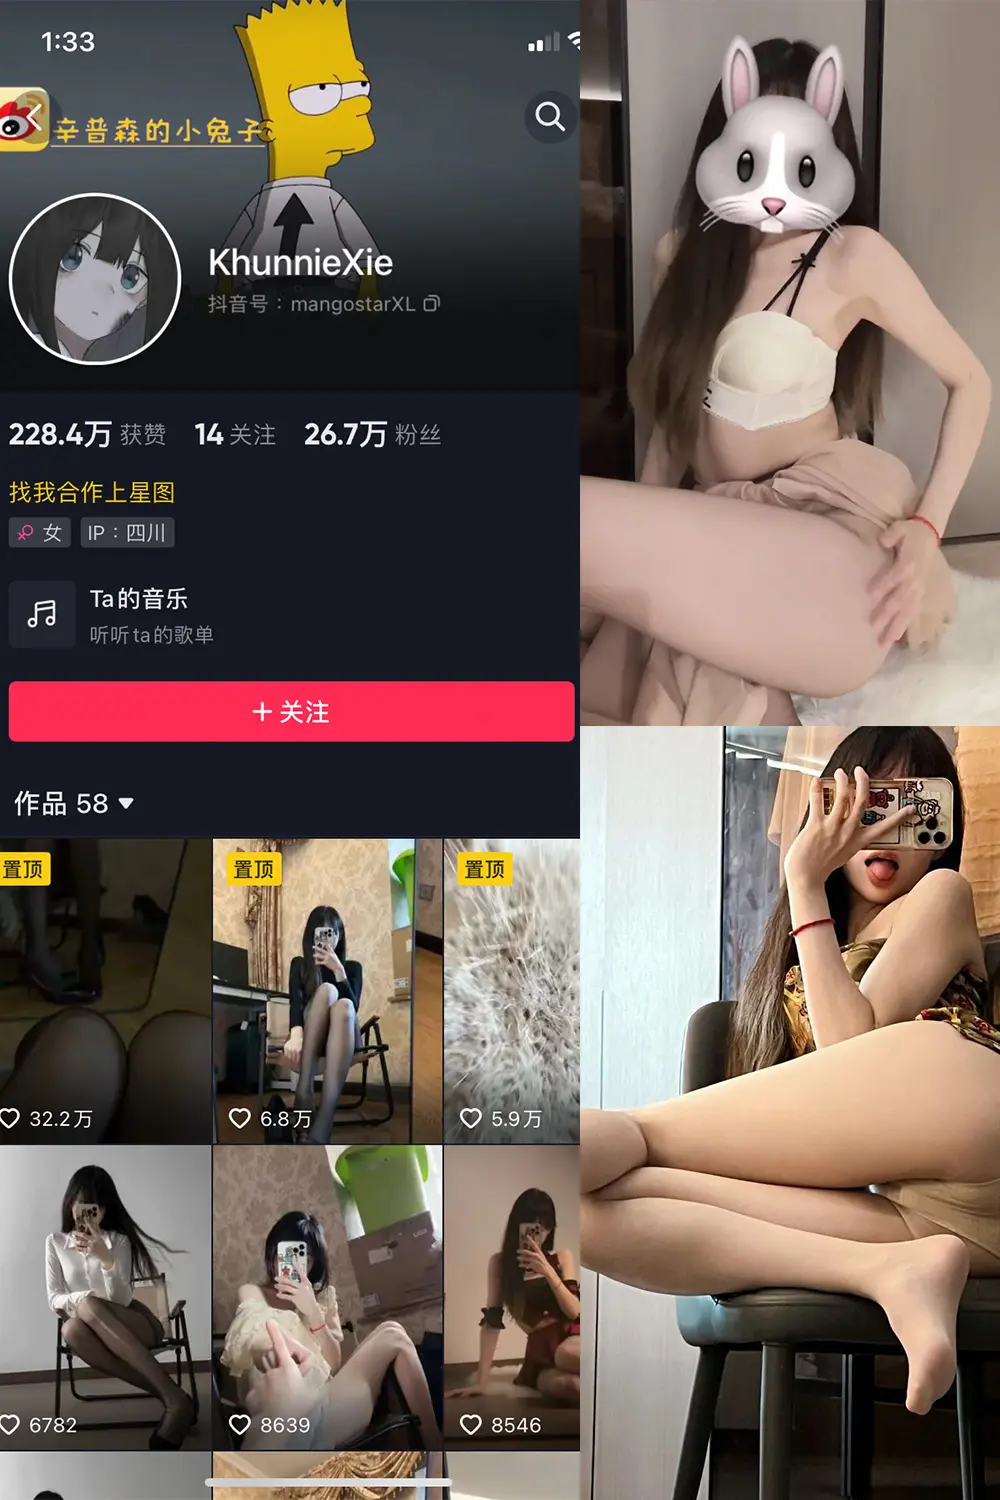 1:33
辛普森的小兔子
KhunnieXie
抖音号：mangostarXL
228.4万 获赞 14 关注 26.7万 粉丝
找我合作上星图
女 IP：四川
Ta的音乐
听听ta的歌单
+ 关注
作品 58
置顶 置顶 置顶
32.2万 6.8万 5.9万
6782 8639 8546